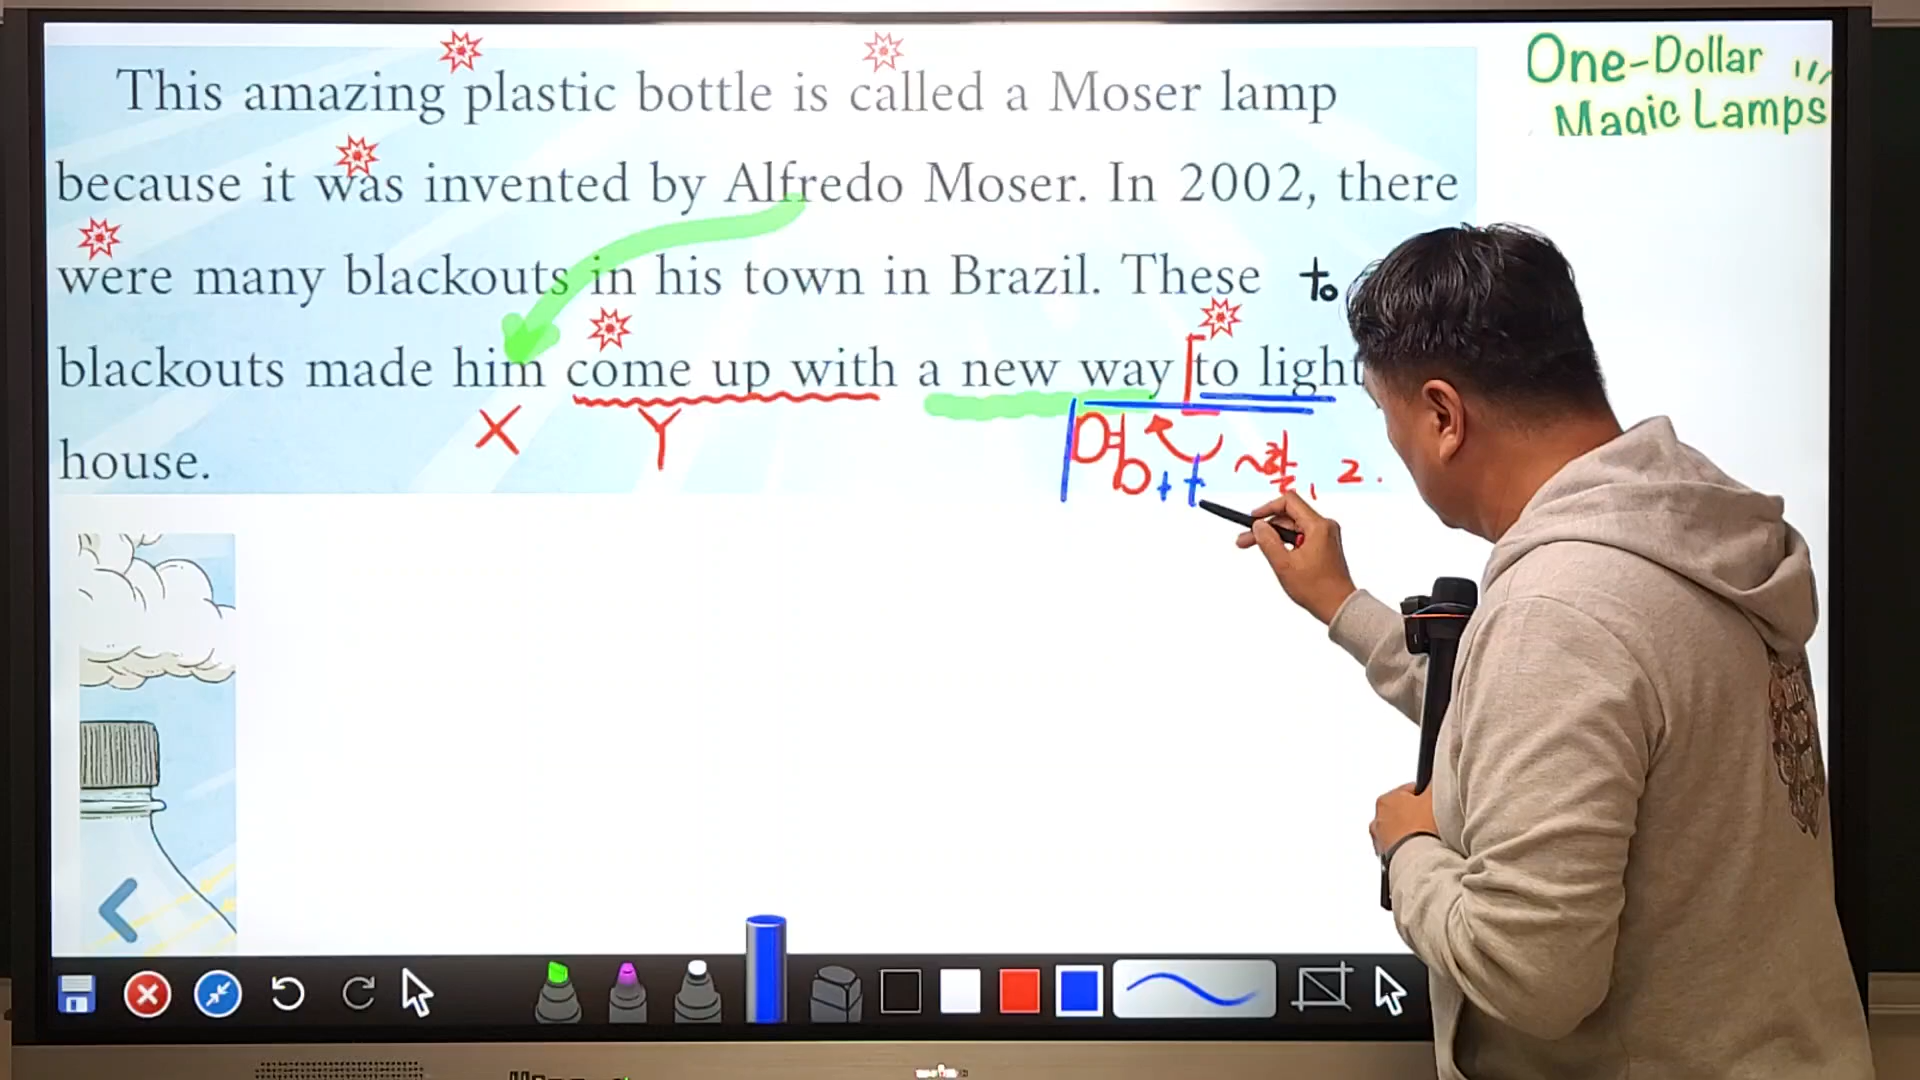 One-Dollar
Magic Lamps
This amazing plastic bottle is called a Moser lamp
because it was invented by Alfredo Moser. In 2002, there
were many blackouts in his town in Brazil. These to
blackouts made him come up with a new way to light
X Y
명 + t ~할, 2.
house.